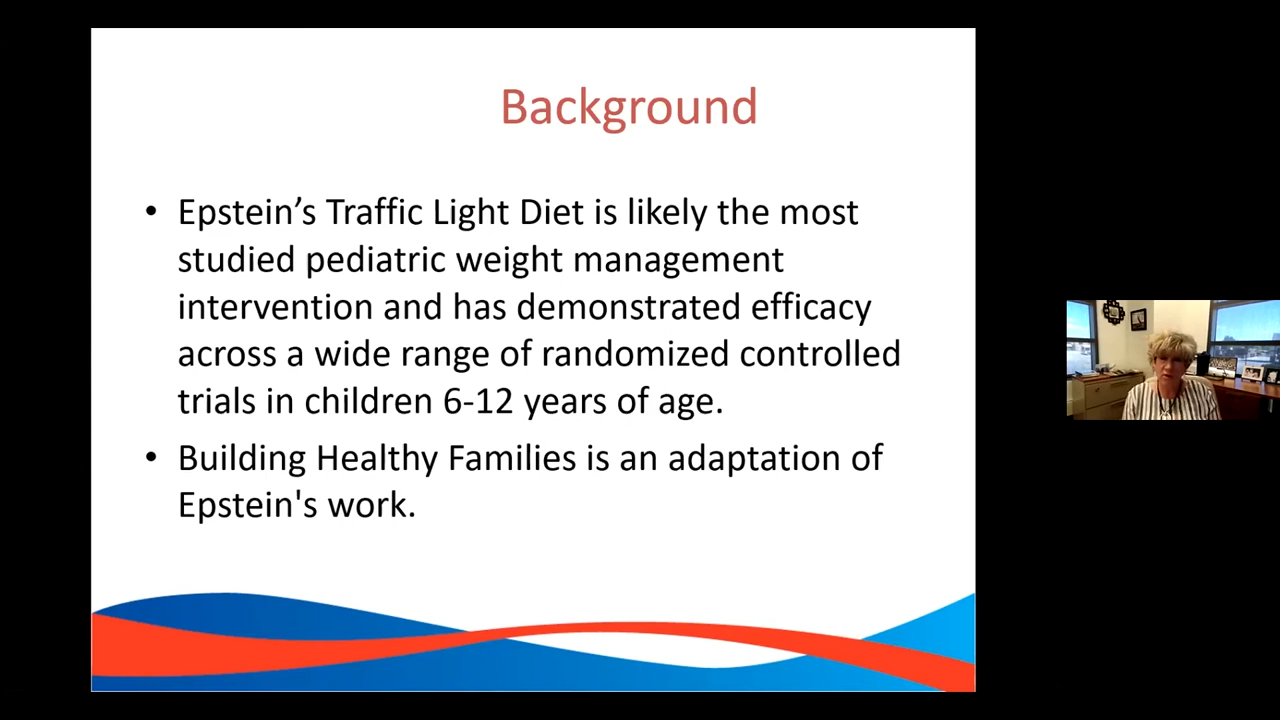 Background
• Epstein’s Traffic Light Diet is likely the most
studied pediatric weight management
intervention and has demonstrated efficacy
across a wide range of randomized controlled
trials in children 6-12 years of age.
• Building Healthy Families is an adaptation of
Epstein's work.